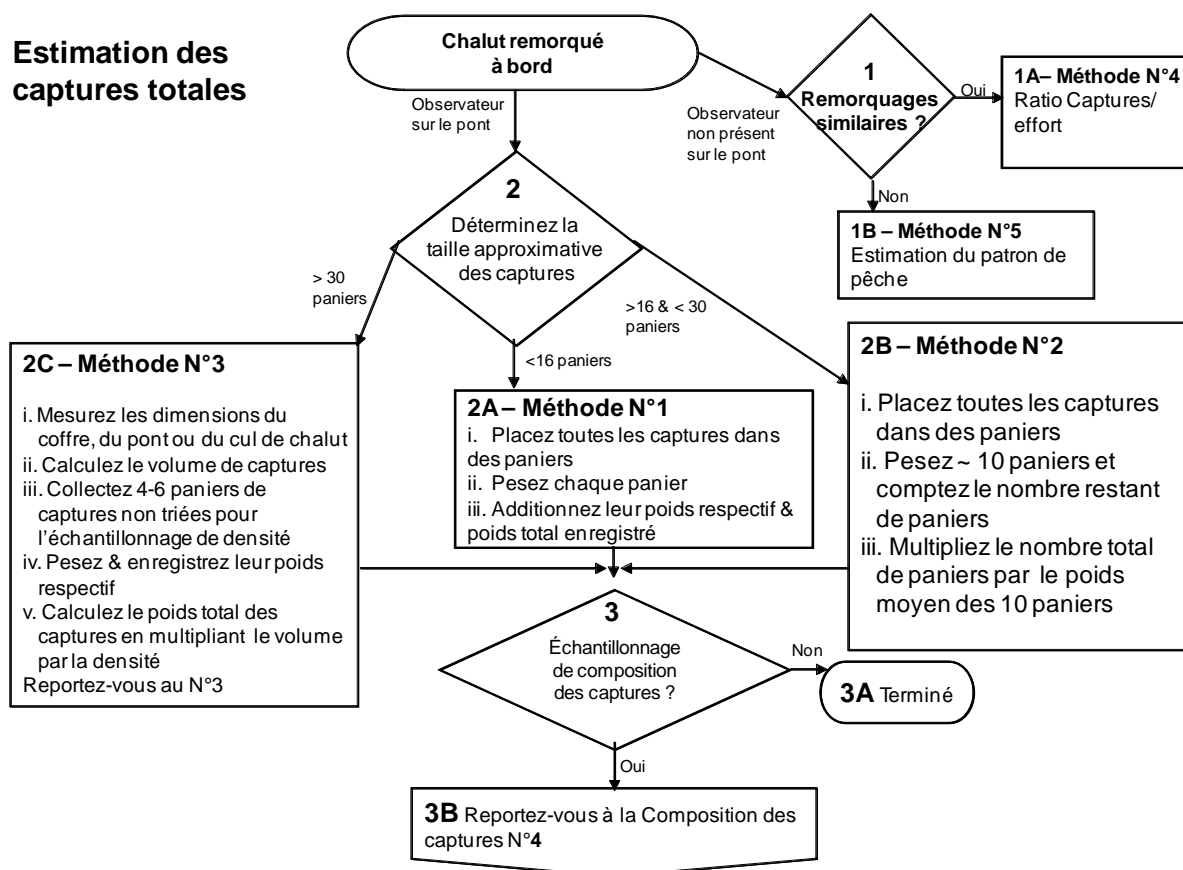 Estimation des
captures totales
Chalut remorqué
à bord
Observateur
sur le pont
Observateur
non présent
sur le pont
1
Remorquages
similaires ?
Oui
1A– Méthode N°4
Ratio Captures/
effort
Non
1B – Méthode N°5
Estimation du patron de
pêche
2
Déterminez la
taille approximative
des captures
> 30
paniers
>16 & < 30
paniers
<16 paniers
2C – Méthode N°3
i. Mesurez les dimensions du
coffre, du pont ou du cul de chalut
ii. Calculez le volume de captures
iii. Collectez 4-6 paniers de
captures non triées pour
l'échantillonnage de densité
iv. Pesez & enregistrez leur poids
respectif
v. Calculez le poids total des
captures en multipliant le volume
par la densité
Reportez-vous au N°3
2A – Méthode N°1
i. Placez toutes les captures dans
des paniers
ii. Pesez chaque panier
iii. Additionnez leur poids respectif &
poids total enregistré
2B – Méthode N°2
i. Placez toutes les captures
dans des paniers
ii. Pesez ~ 10 paniers et
comptez le nombre restant
de paniers
iii. Multipliez le nombre total
de paniers par le poids
moyen des 10 paniers
3
Échantillonnage
de composition
des captures ?
Non
3A Terminé
Oui
3B Reportez-vous à la Composition des
captures N°4